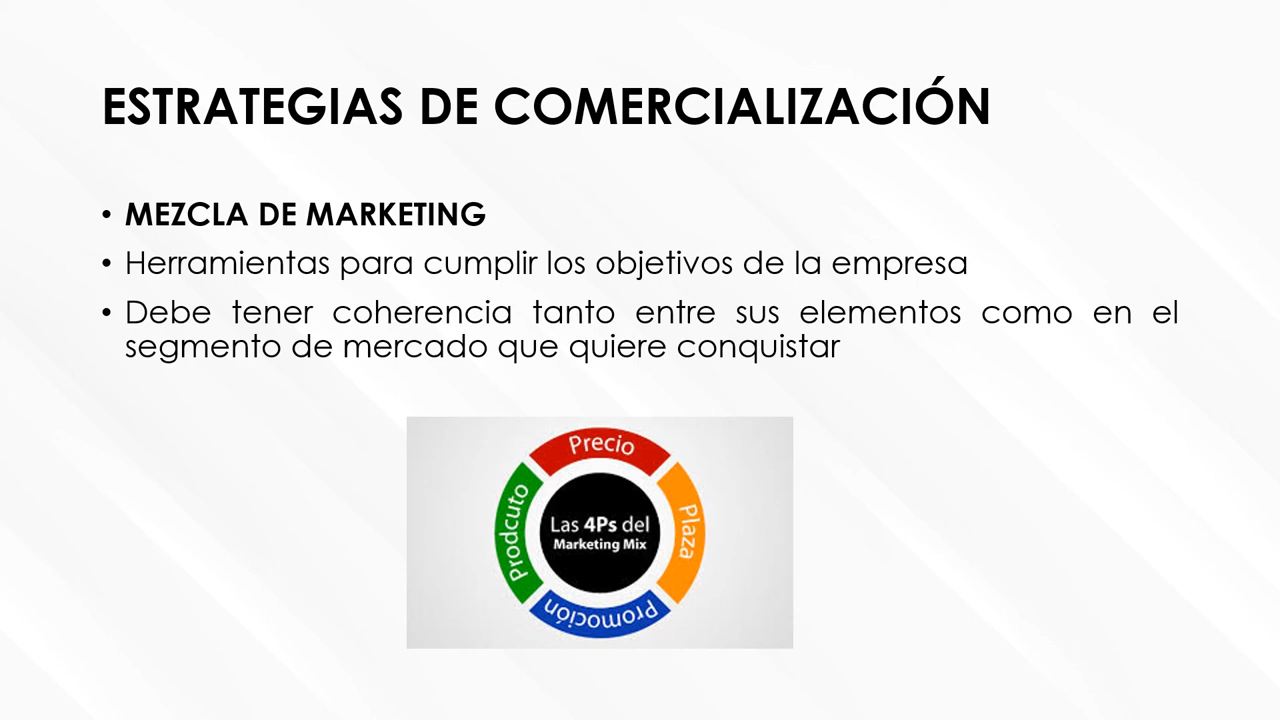 ESTRATEGIAS DE COMERCIALIZACIÓN
• MEZCLA DE MARKETING
• Herramientas para cumplir los objetivos de la empresa
• Debe tener coherencia tanto entre sus elementos como en el
segmento de mercado que quiere conquistar
Precio
Plaza
Promoción
Prodcuto
Las 4Ps del
Marketing Mix